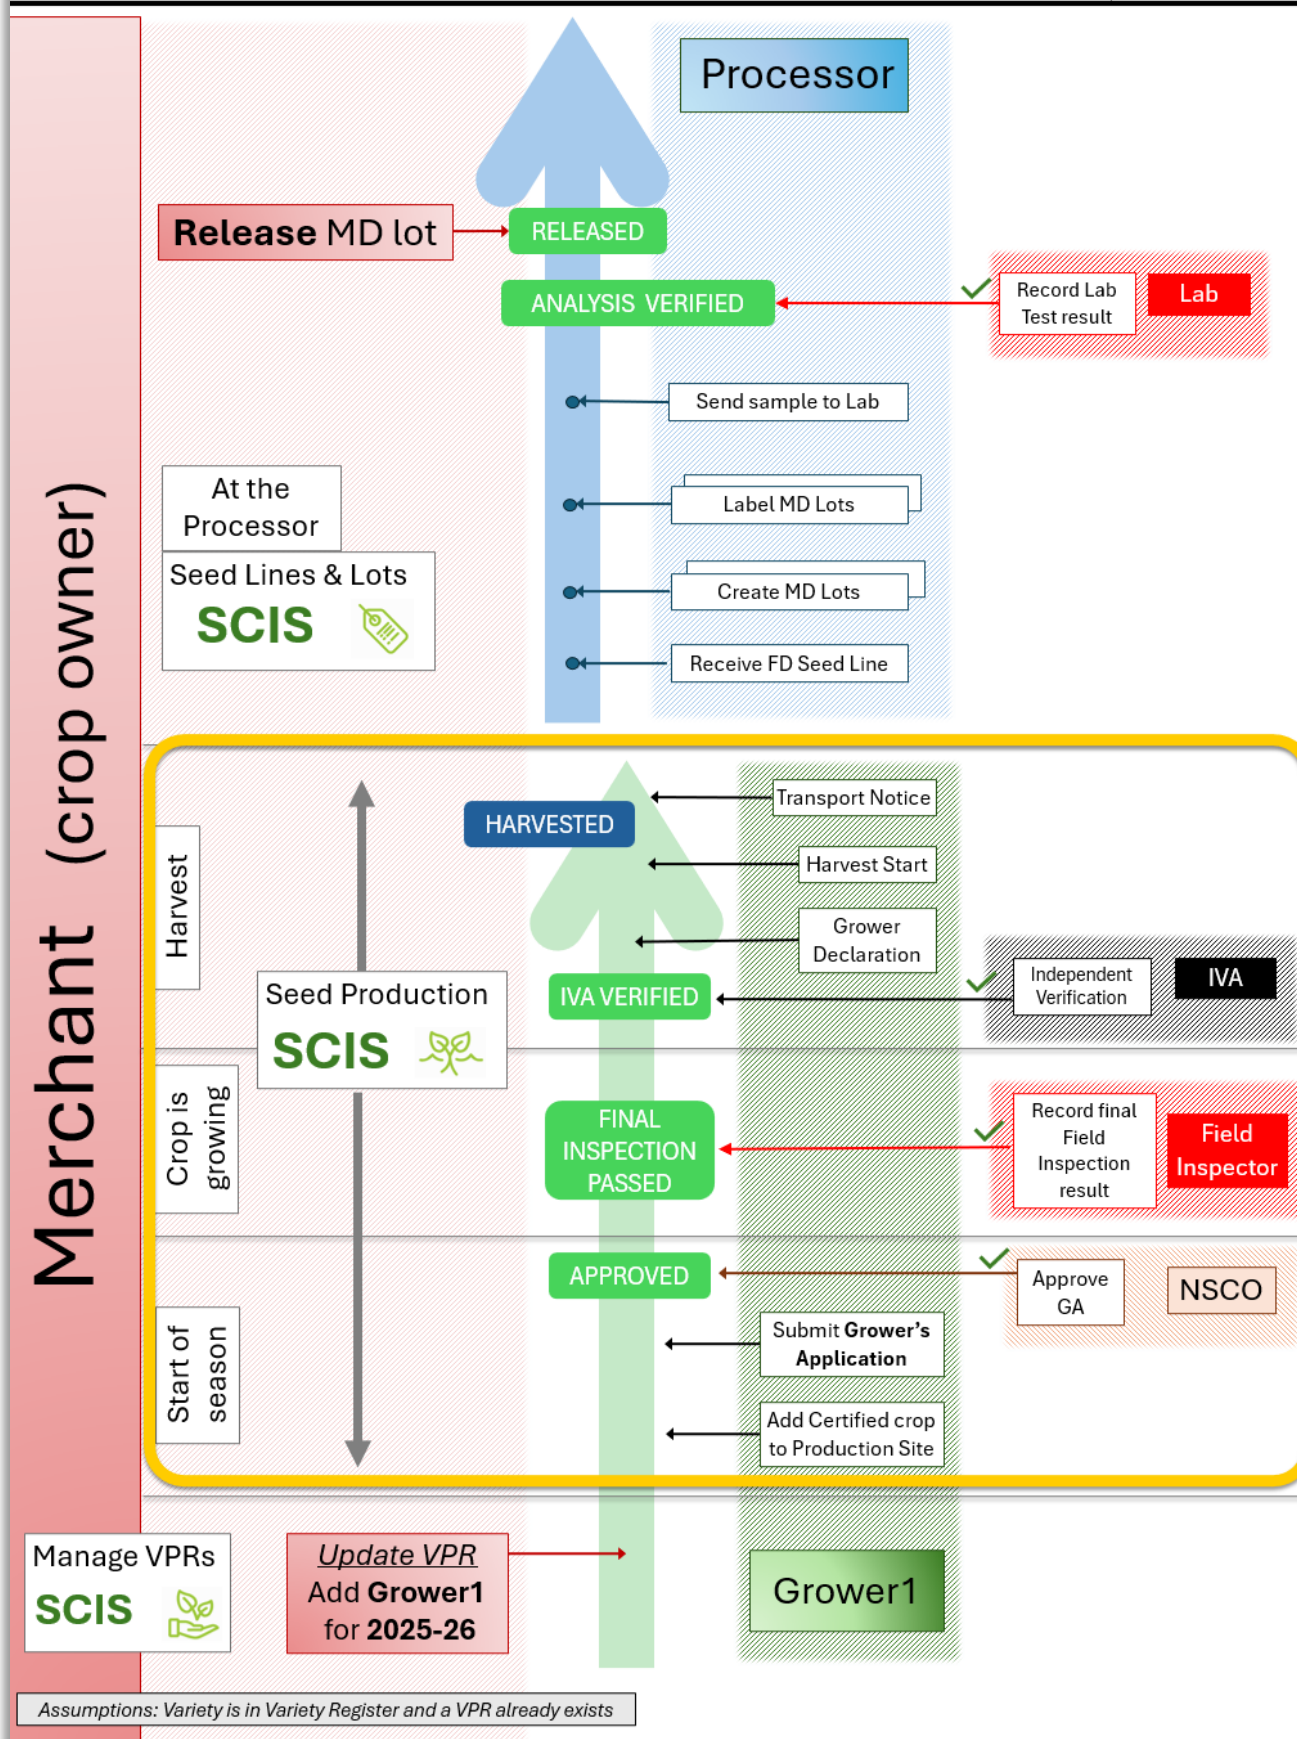 Processor
Release MD lot
RELEASED
ANALYSIS VERIFIED
Record Lab
Test result
Lab
Send sample to Lab
At the
Processor
Label MD Lots
Seed Lines & Lots
SCIS
Create MD Lots
Receive FD Seed Line
Merchant (crop owner)
Transport Notice
HARVESTED
Harvest Start
Harvest
Grower
Declaration
Independent
Verification
IVA
IVA VERIFIED
Seed Production
SCIS
Crop is
growing
FINAL
INSPECTION
PASSED
Record final
Field
Inspection
result
Field
Inspector
APPROVED
Approve
GA
NSCO
Start of
season
Submit Grower's
Application
Add Certified crop
to Production Site
Manage VPRs
SCIS
Update VPR
Add Grower1
for 2025-26
Grower1
Assumptions: Variety is in Variety Register and a VPR already exists